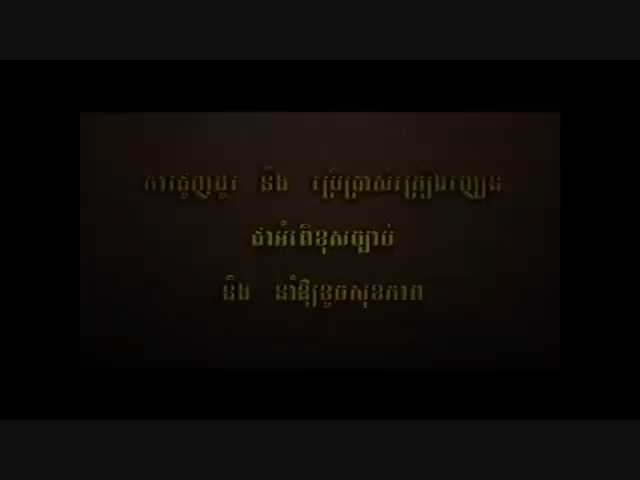 ការជួញដូរ និង ប្រើប្រាស់គ្រឿងញៀន
ជាអំពើខុសច្បាប់
និង នាំឱ្យខូចសុខភាព